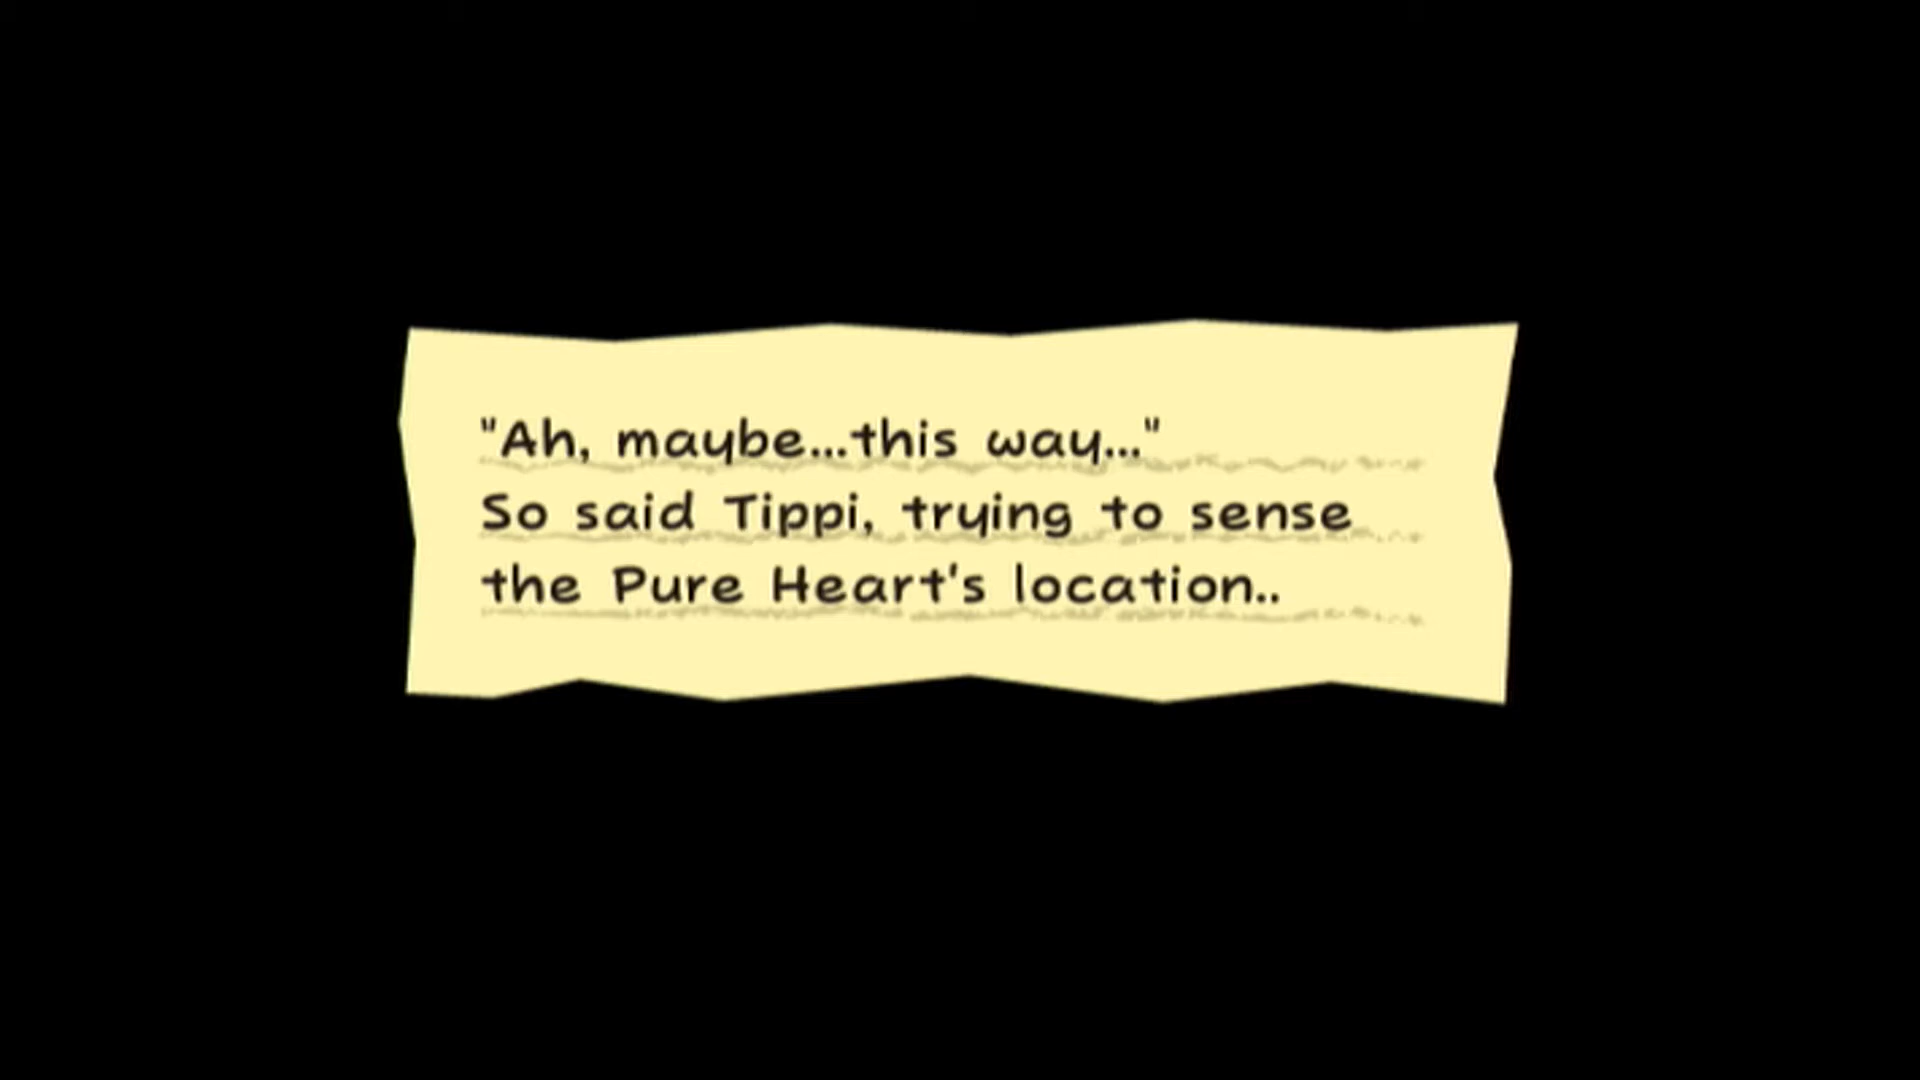 "Ah, maybe...this way..."
So said Tippi, trying to sense
the Pure Heart's location..